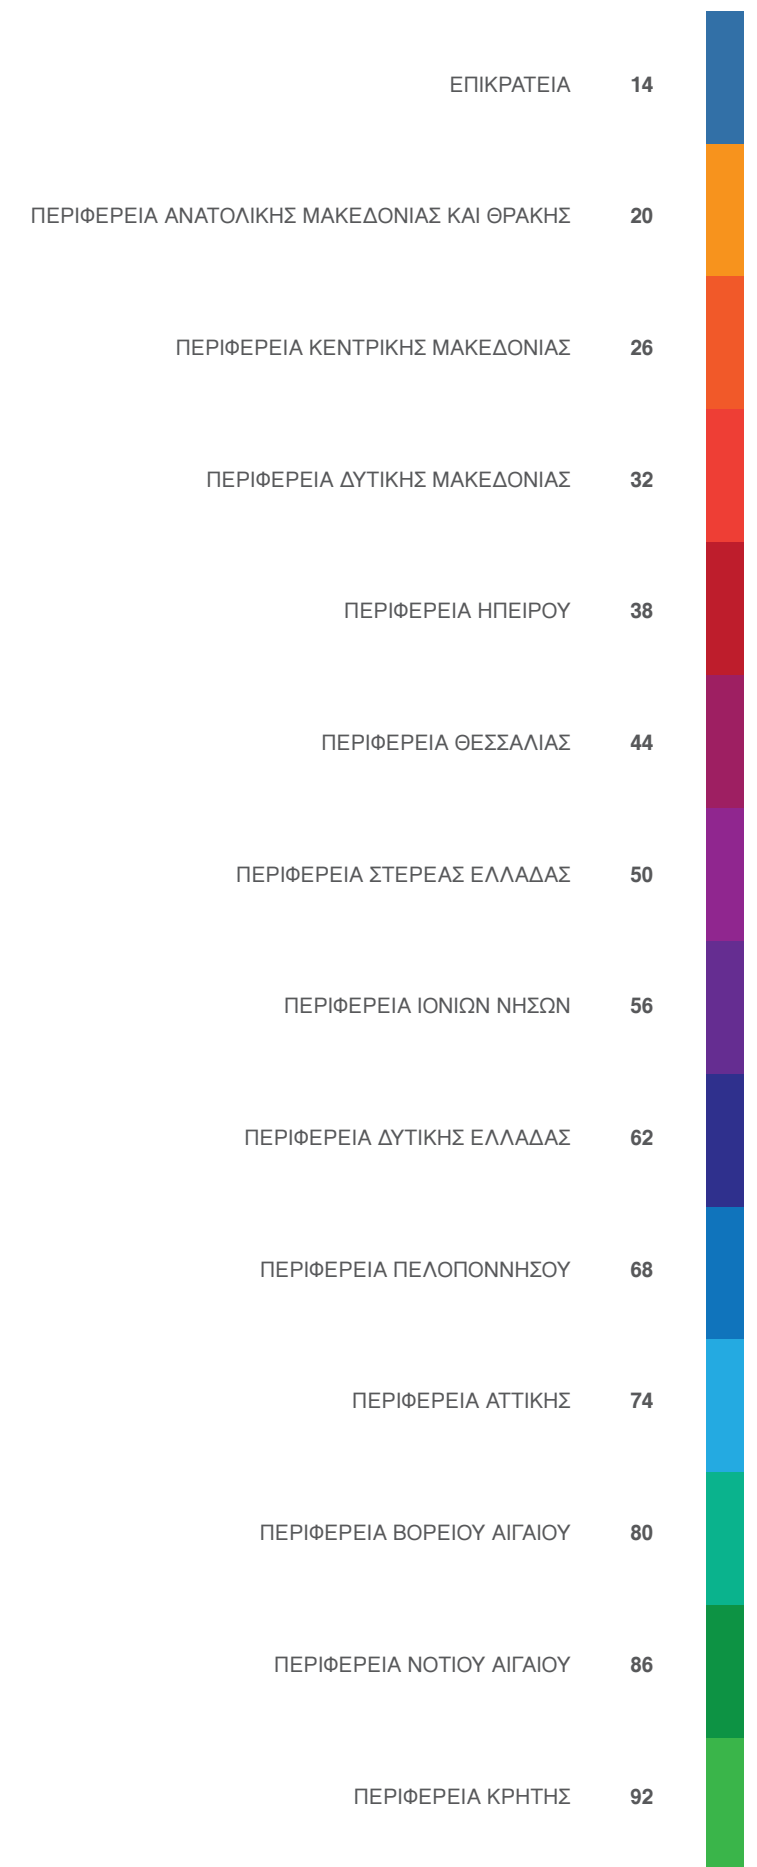 ΕΠΙΚΡΑΤΕΙΑ 14
ΠΕΡΙΦΕΡΕΙΑ ΑΝΑΤΟΛΙΚΗΣ ΜΑΚΕΔΟΝΙΑΣ ΚΑΙ ΘΡΑΚΗΣ 20
ΠΕΡΙΦΕΡΕΙΑ ΚΕΝΤΡΙΚΗΣ ΜΑΚΕΔΟΝΙΑΣ 26
ΠΕΡΙΦΕΡΕΙΑ ΔΥΤΙΚΗΣ ΜΑΚΕΔΟΝΙΑΣ 32
ΠΕΡΙΦΕΡΕΙΑ ΗΠΕΙΡΟΥ 38
ΠΕΡΙΦΕΡΕΙΑ ΘΕΣΣΑΛΙΑΣ 44
ΠΕΡΙΦΕΡΕΙΑ ΣΤΕΡΕΑΣ ΕΛΛΑΔΑΣ 50
ΠΕΡΙΦΕΡΕΙΑ ΙΟΝΙΩΝ ΝΗΣΩΝ 56
ΠΕΡΙΦΕΡΕΙΑ ΔΥΤΙΚΗΣ ΕΛΛΑΔΑΣ 62
ΠΕΡΙΦΕΡΕΙΑ ΠΕΛΟΠΟΝΝΗΣΟΥ 68
ΠΕΡΙΦΕΡΕΙΑ ΑΤΤΙΚΗΣ 74
ΠΕΡΙΦΕΡΕΙΑ ΒΟΡΕΙΟΥ ΑΙΓΑΙΟΥ 80
ΠΕΡΙΦΕΡΕΙΑ ΝΟΤΙΟΥ ΑΙΓΑΙΟΥ 86
ΠΕΡΙΦΕΡΕΙΑ ΚΡΗΤΗΣ 92